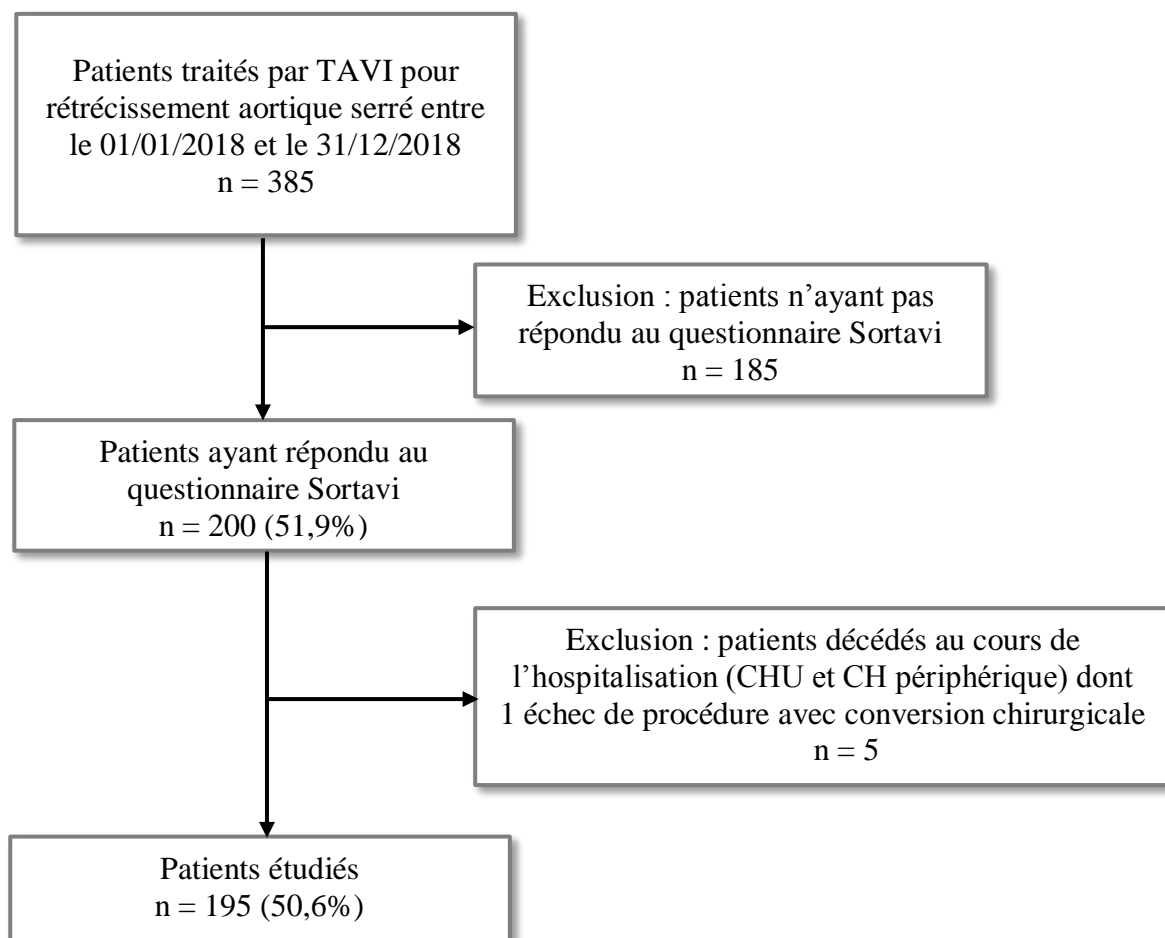 Patients traités par TAVI pour
rétrécissement aortique serré entre
le 01/01/2018 et le 31/12/2018
n = 385
Exclusion : patients n’ayant pas
répondu au questionnaire Sortavi
n = 185
Patients ayant répondu au
questionnaire Sortavi
n = 200 (51,9%)
Exclusion : patients décédés au cours de
l’hospitalisation (CHU et CH périphérique) dont
1 échec de procédure avec conversion chirurgicale
n = 5
Patients étudiés
n = 195 (50,6%)